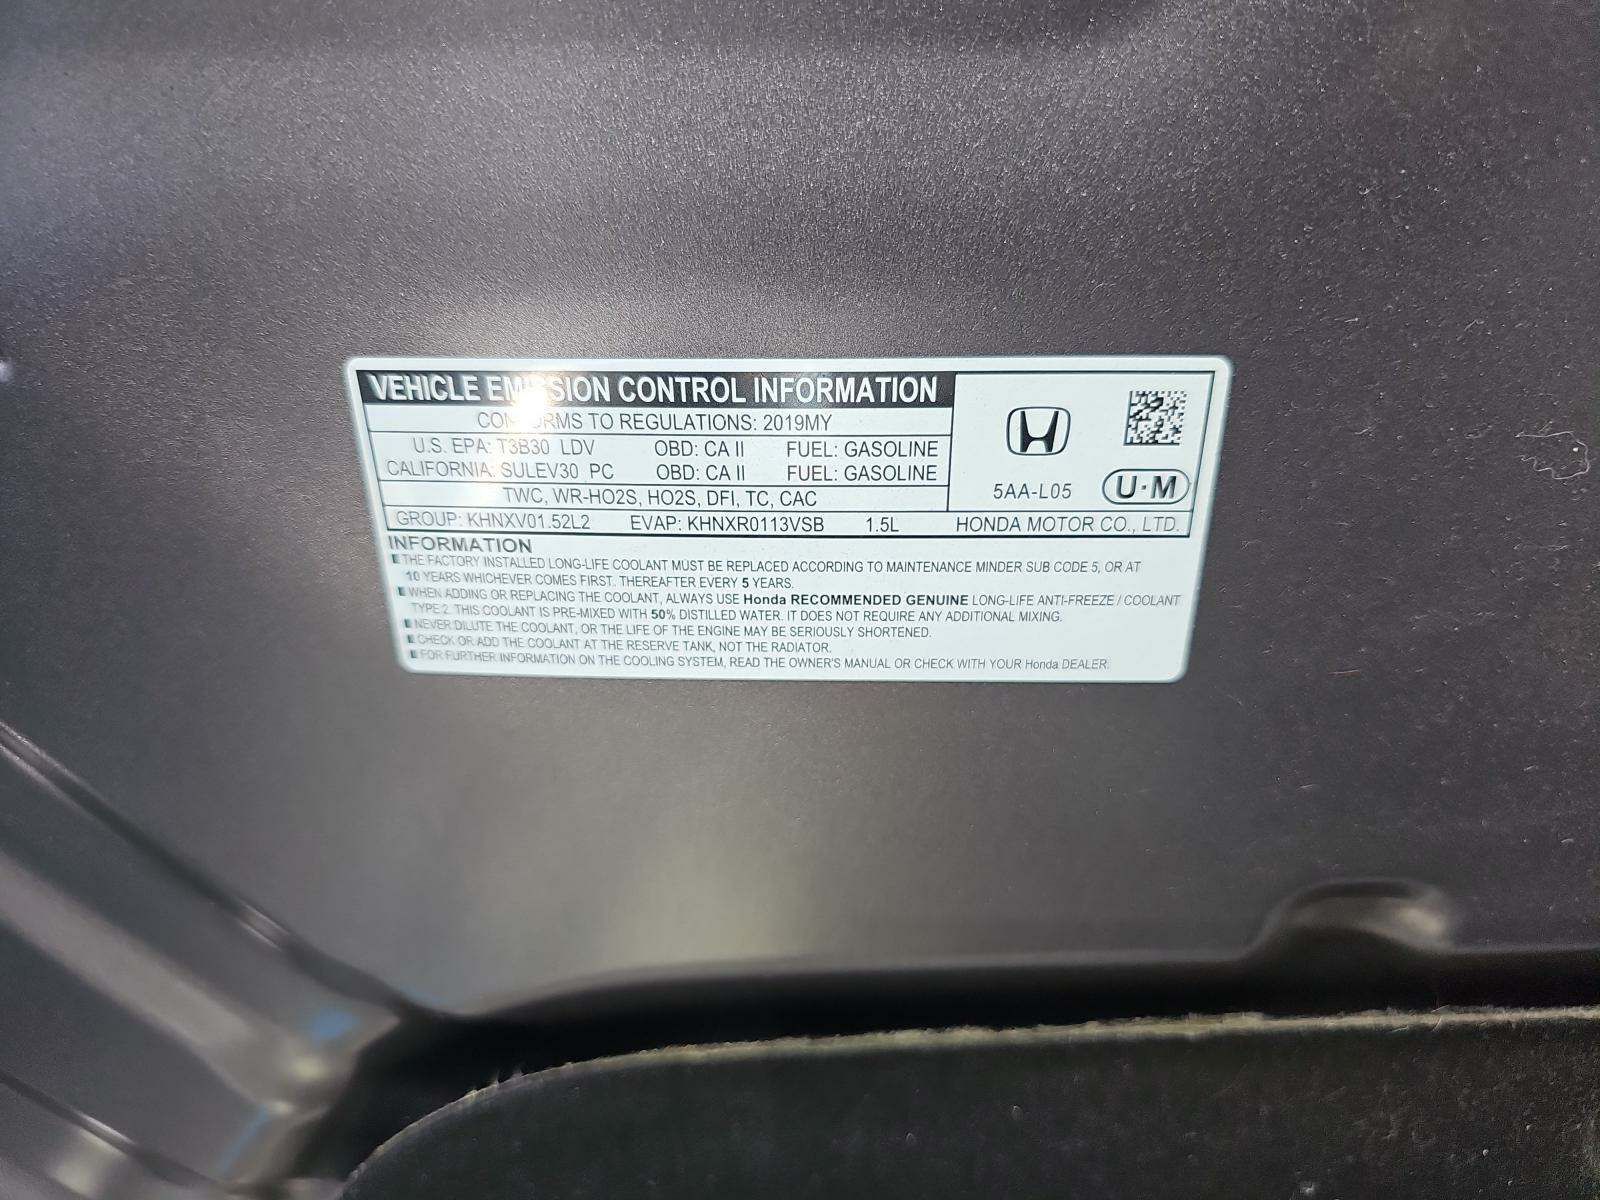 VEHICLE EMISSION CONTROL INFORMATION
CONFORMS TO REGULATIONS: 2019MY
U.S. EPA: T3B30 LDV OBD: CA II FUEL: GASOLINE
CALIFORNIA: SULEV30 PC OBD: CA II FUEL: GASOLINE
TWC, WR-HO2S, HO2S, DFI, TC, CAC
5AA-L05 U·M
GROUP: KHNXV01.52L2 EVAP: KHNXR0113VSB 1.5L HONDA MOTOR CO., LTD.
INFORMATION
THE FACTORY INSTALLED LONG-LIFE COOLANT MUST BE REPLACED ACCORDING TO MAINTENANCE MINDER SUB CODE 5, OR AT
10 YEARS WHICHEVER COMES FIRST. THEREAFTER EVERY 5 YEARS.
WHEN ADDING OR REPLACING THE COOLANT, ALWAYS USE Honda RECOMMENDED GENUINE LONG-LIFE ANTI-FREEZE / COOLANT
TYPE 2. THIS COOLANT IS PRE-MIXED WITH 50% DISTILLED WATER. IT DOES NOT REQUIRE ANY ADDITIONAL MIXING.
NEVER DILUTE THE COOLANT, OR THE LIFE OF THE ENGINE MAY BE SERIOUSLY SHORTENED.
CHECK OR ADD THE COOLANT AT THE RESERVE TANK, NOT THE RADIATOR.
FOR FURTHER INFORMATION ON THE COOLING SYSTEM, READ THE OWNER'S MANUAL OR CHECK WITH YOUR Honda DEALER.